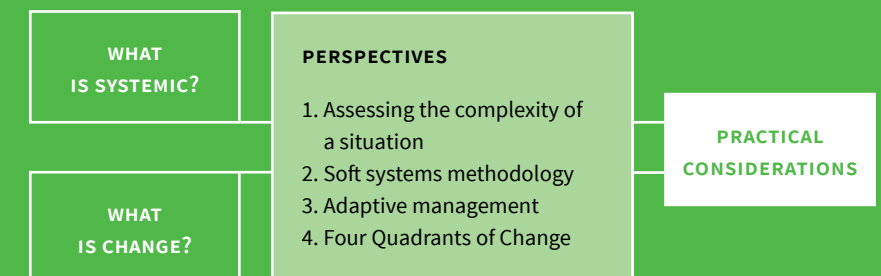 WHAT
IS SYSTEMIC?
WHAT
IS CHANGE?
PERSPECTIVES
1. Assessing the complexity of
a situation
2. Soft systems methodology
3. Adaptive management
4. Four Quadrants of Change
PRACTICAL
CONSIDERATIONS